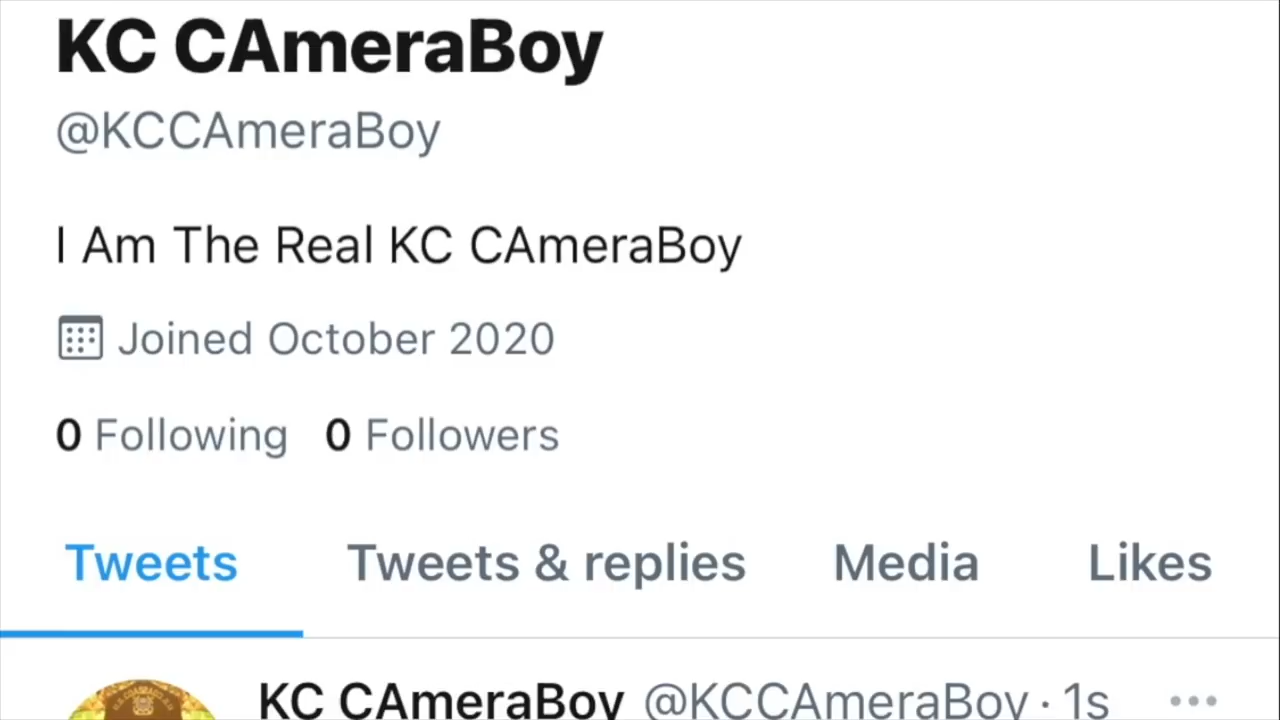 KC CAmeraBoy
@KCCAmeraBoy
I Am The Real KC CAmeraBoy
Joined October 2020
0 Following 0 Followers
Tweets Tweets & replies Media Likes
KC CAmeraBoy @KCCAmeraBoy · 1s